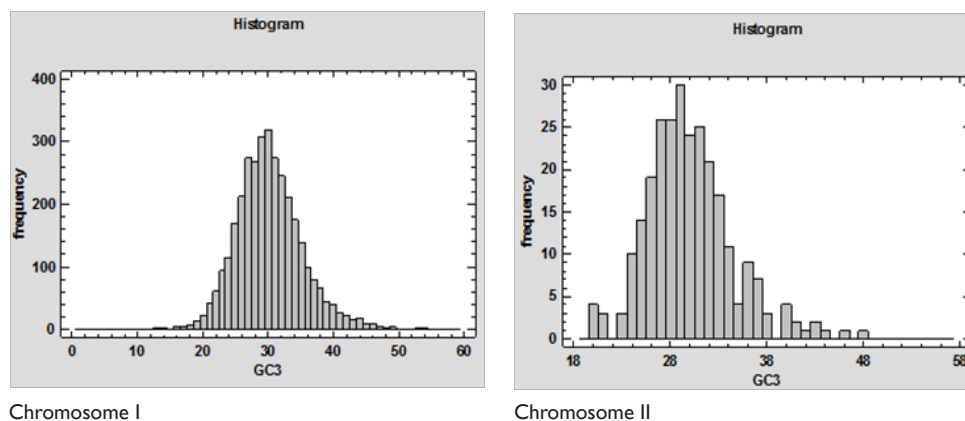 Histogram
400
300
200
100
0
frequency
0 10 20 30 40 50 60
GC3
Chromosome I
Histogram
30
25
20
15
10
5
0
frequency
18 28 38 48 58
GC3
Chromosome II